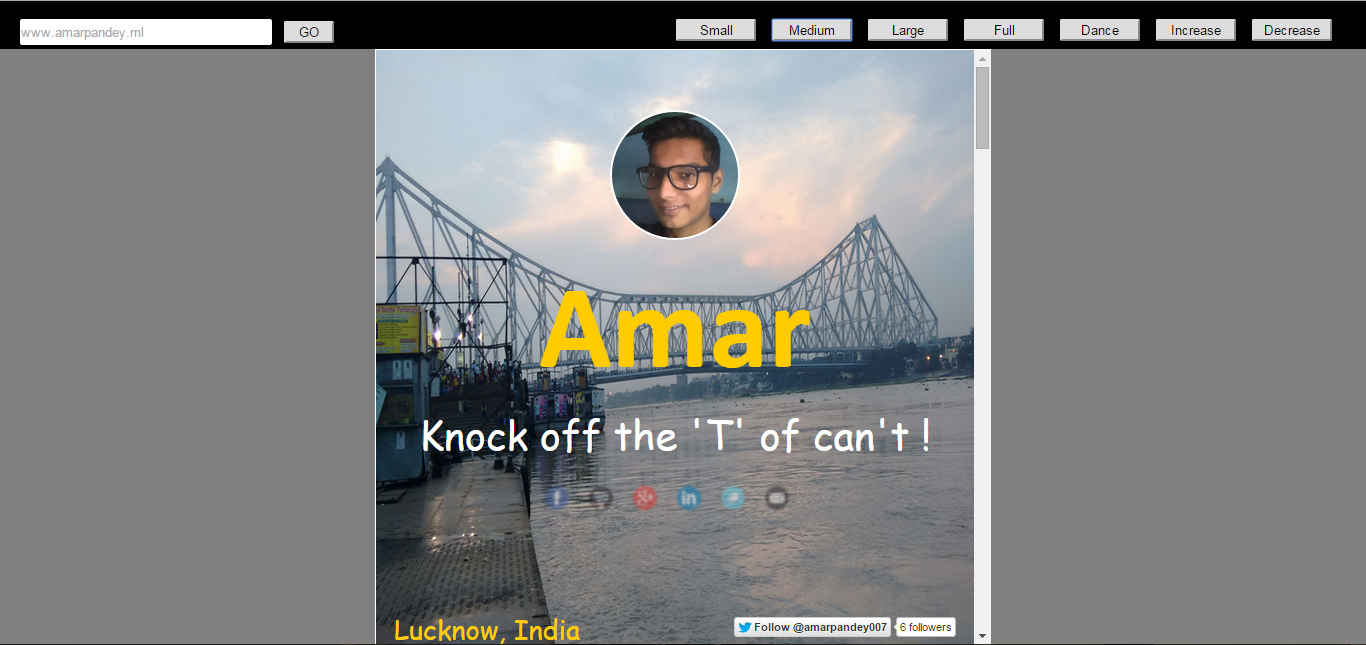 www.amarpandey.ml
GO
Small
Medium
Large
Full
Dance
Increase
Decrease
Amar
Knock off the 'T' of can't !
f
g+
in
Lucknow, India
Follow @amarpandey007
6 followers